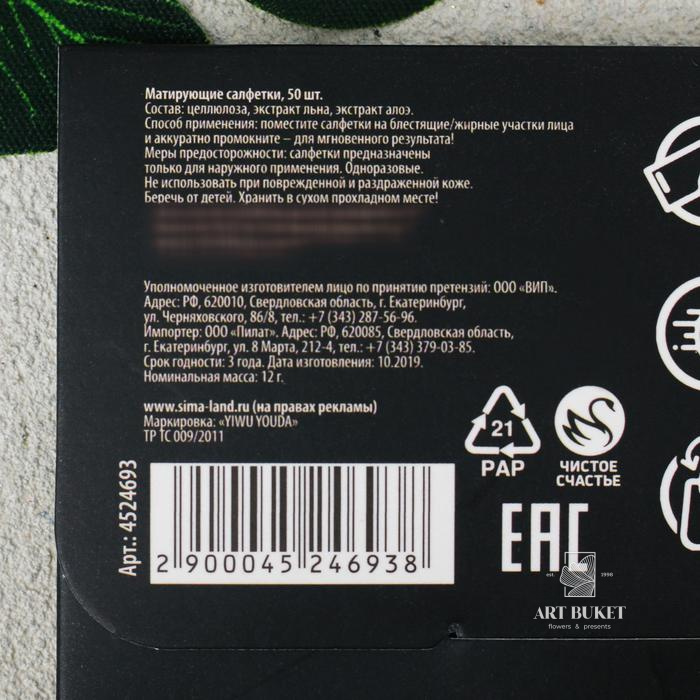 Матирующие салфетки, 50 шт.
Состав: целлюлоза, экстракт льна, экстракт алоэ.
Способ применения: поместите салфетки на блестящие/жирные участки лица
и аккуратно промокните – для мгновенного результата!
Меры предосторожности: салфетки предназначены
только для наружного применения. Одноразовые.
Не использовать при поврежденной и раздраженной коже.
Беречь от детей. Хранить в сухом прохладном месте!
Уполномоченное изготовителем лицо по принятию претензий: ООО «ВИП».
Адрес: РФ, 620010, Свердловская область, г. Екатеринбург,
ул. Черняховского, 86/8, тел.: +7 (343) 287-56-96.
Импортер: ООО «Пилат». Адрес: РФ, 620085, Свердловская область,
г. Екатеринбург, ул. 8 Марта, 212-4, тел.: +7 (343) 379-03-85.
Срок годности: 3 года. Дата изготовления: 10.2019.
Номинальная масса: 12 г.
www.sima-land.ru (на правах рекламы)
Маркировка: «YIWU YOUDA»
ТР ТС 009/2011
21
PAP
ЧИСТОЕ
СЧАСТЬЕ
Арт.: 4524693
2 900045 246938
EAC
est. 1998
ART BUKET
flowers & presents